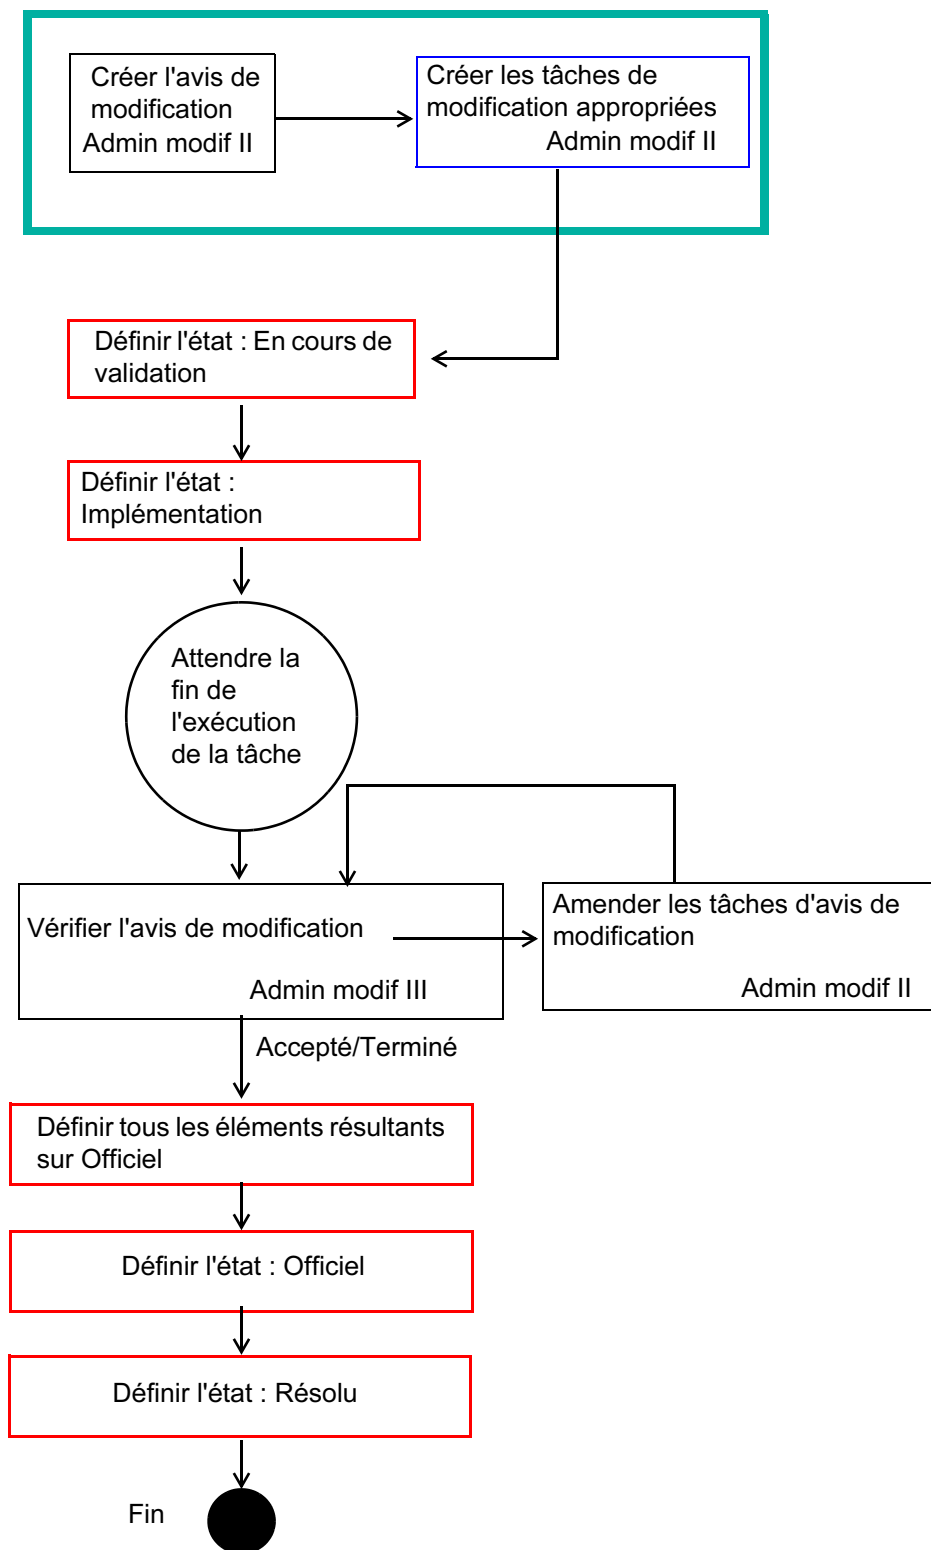 Créer l'avis de
modification
Admin modif II
Créer les tâches de
modification appropriées
Admin modif II
Définir l'état : En cours de
validation
Définir l'état :
Implémentation
Attendre la
fin de
l'exécution
de la tâche
Vérifier l'avis de modification
Admin modif III
Amender les tâches d'avis de
modification
Admin modif II
Accepté/Terminé
Définir tous les éléments résultants
sur Officiel
Définir l'état : Officiel
Définir l'état : Résolu
Fin